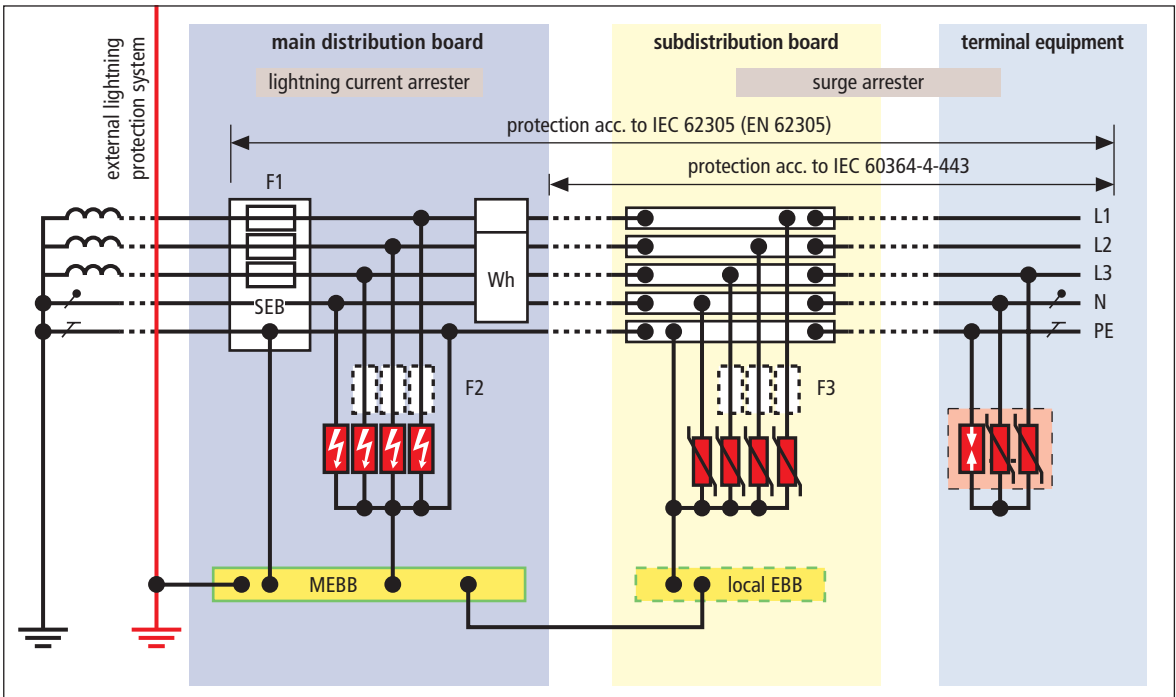 external lightning
protection system
main distribution board
subdistribution board
terminal equipment
lightning current arrester
surge arrester
protection acc. to IEC 62305 (EN 62305)
protection acc. to IEC 60364-4-443
F1
L1
L2
L3
Wh
SEB
N
PE
F2
F3
MEBB
local EBB